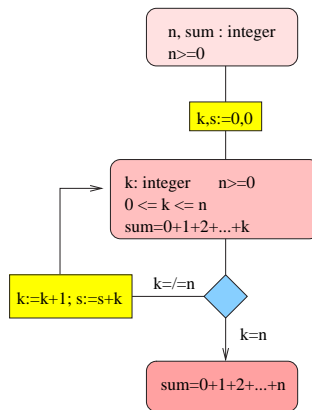 n, sum : integer
n>=0
k,s:=0,0
k: integer n>=0
0 <= k <= n
sum=0+1+2+...+k
k=/=n
k:=k+1; s:=s+k
k=n
sum=0+1+2+...+n